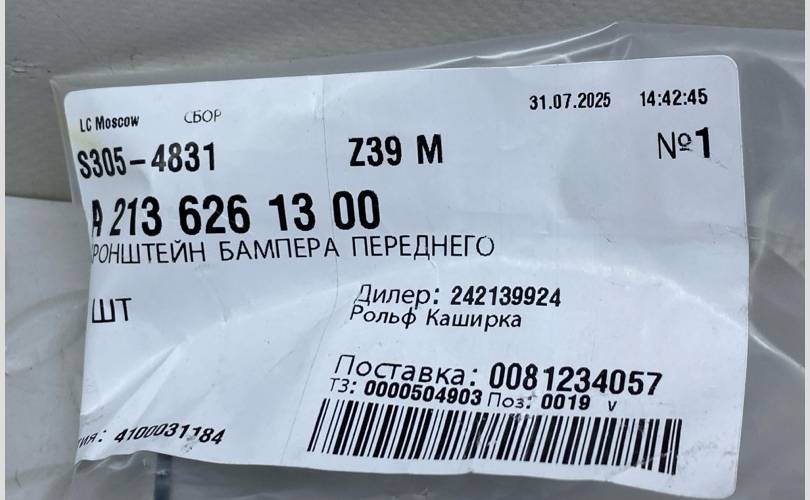 31.07.2025 14:42:45
LC Moscow СБОР
S305-4831 Z39 M №1
A 213 626 13 00
РОНШТЕЙН БАМПЕРА ПЕРЕДНЕГО
ШТ
Дилер: 242139924
Рольф Каширка
Поставка: 0081234057
ТЗ: 0000504903 Поз: 0019 v
4100031184